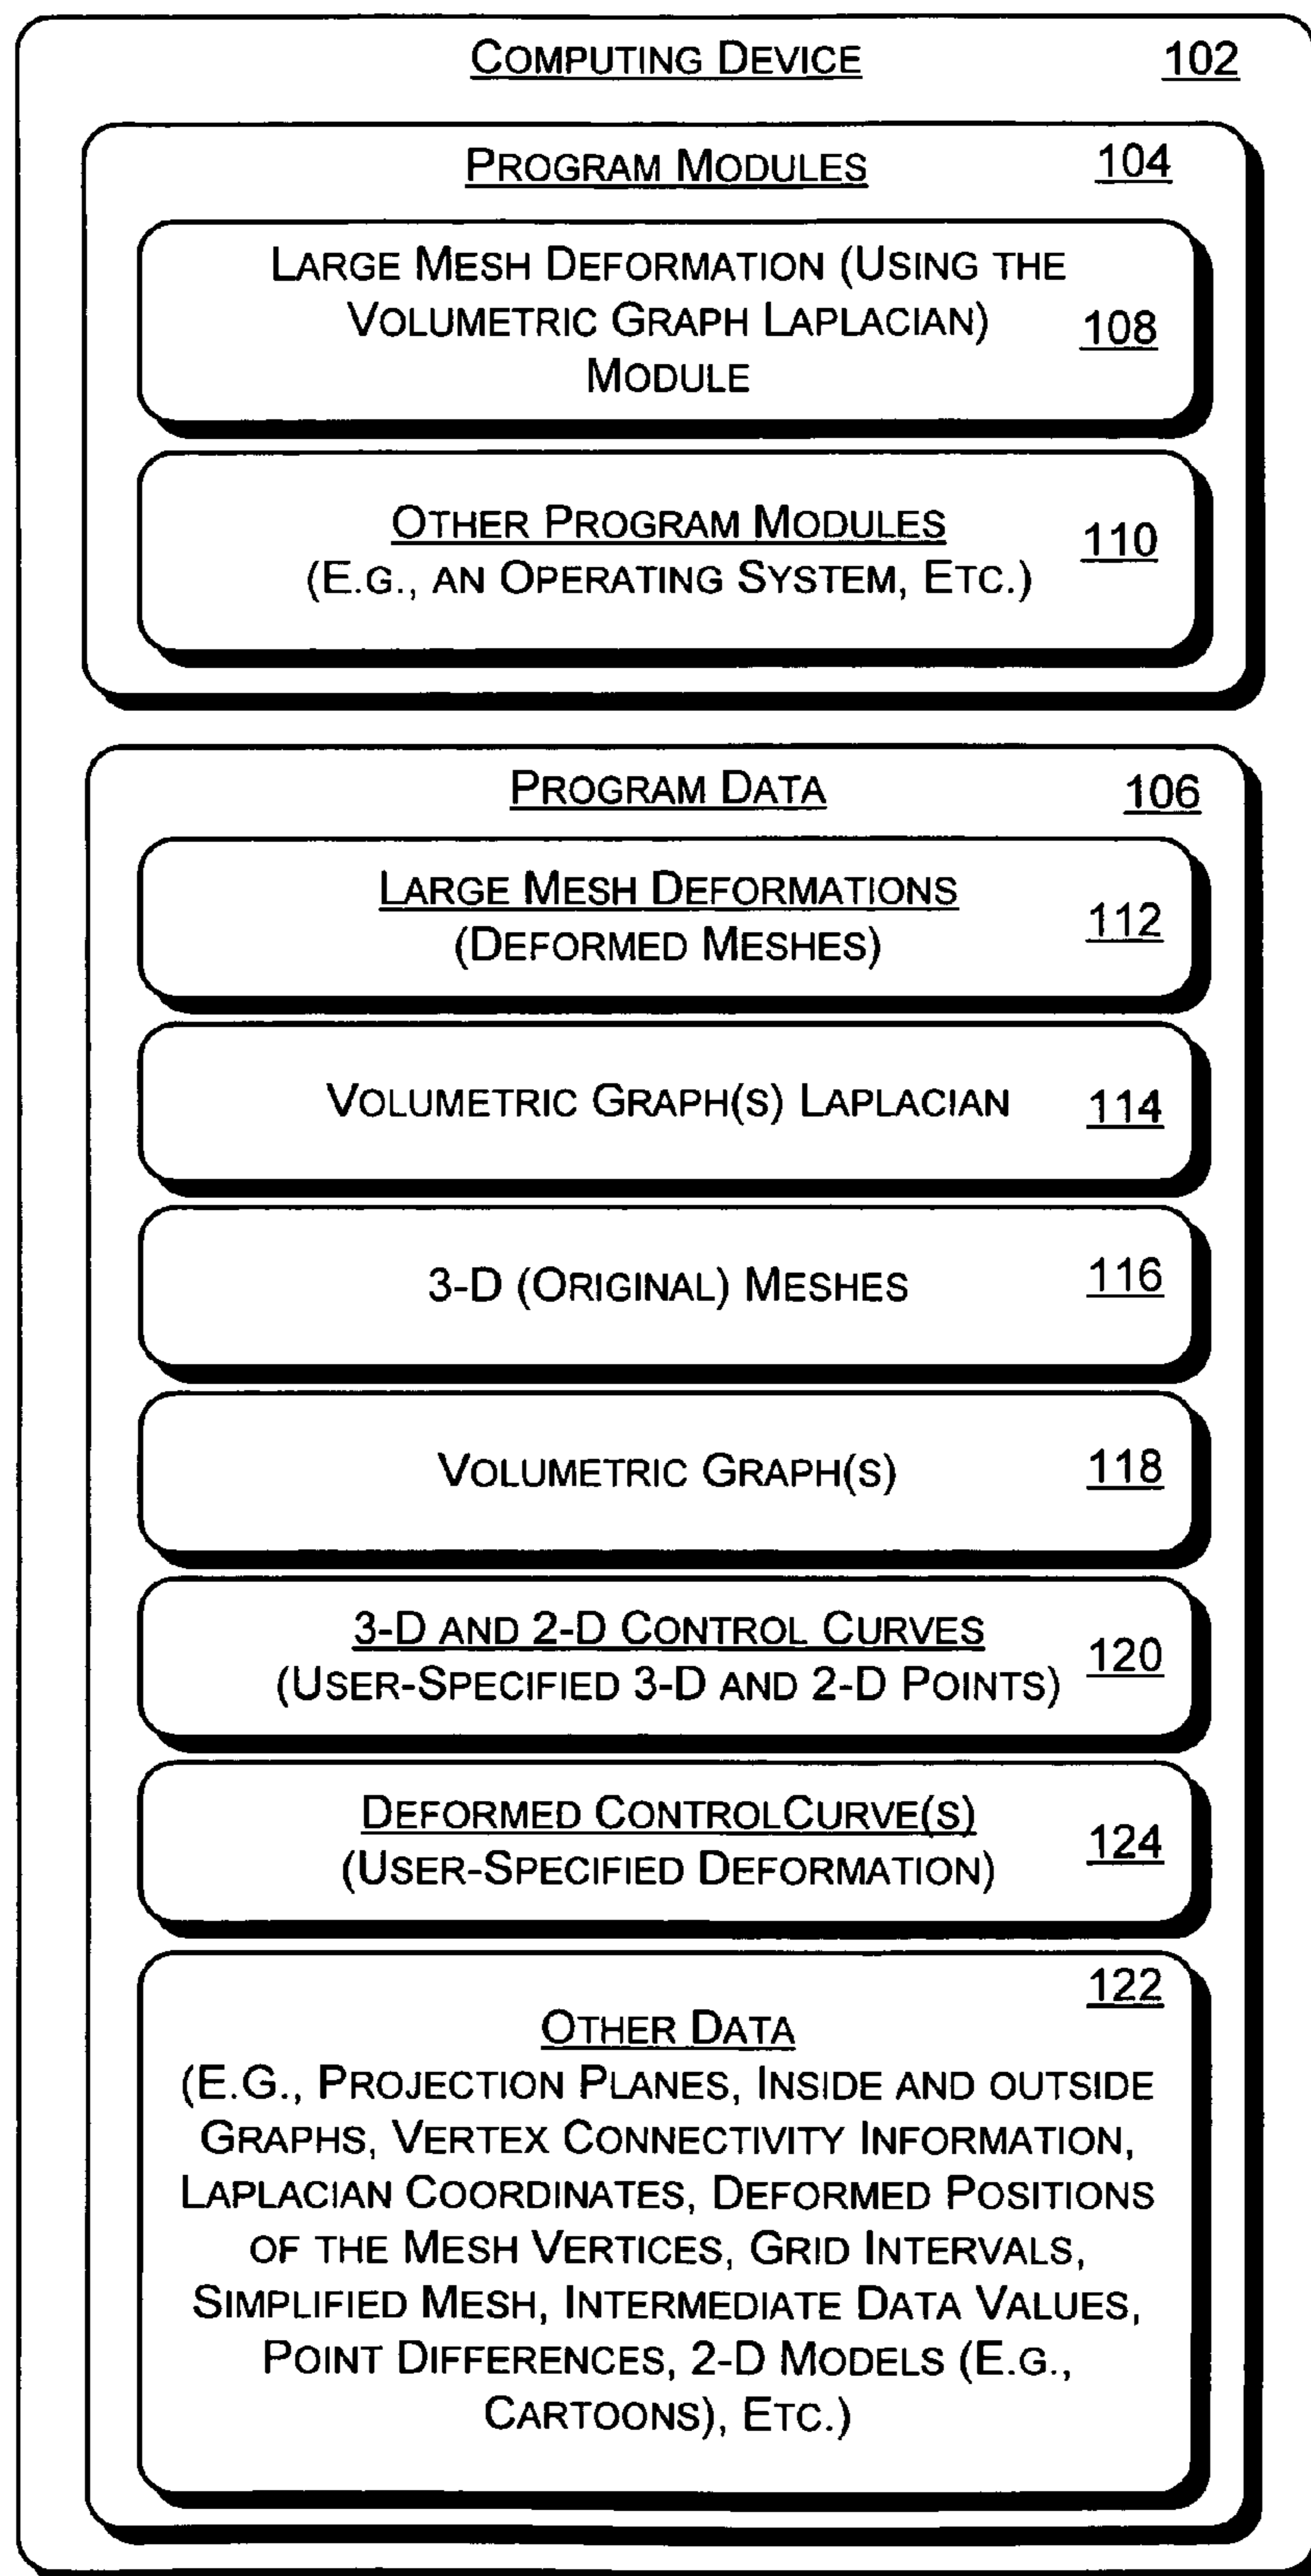 COMPUTING DEVICE 102
PROGRAM MODULES 104
LARGE MESH DEFORMATION (USING THE
VOLUMETRIC GRAPH LAPLACIAN) 108
MODULE
OTHER PROGRAM MODULES 110
(E.G., AN OPERATING SYSTEM, ETC.)
PROGRAM DATA 106
LARGE MESH DEFORMATIONS 112
(DEFORMED MESHES)
VOLUMETRIC GRAPH(S) LAPLACIAN 114
3-D (ORIGINAL) MESHES 116
VOLUMETRIC GRAPH(S) 118
3-D AND 2-D CONTROL CURVES 120
(USER-SPECIFIED 3-D AND 2-D POINTS)
DEFORMED CONTROLCURVE(S) 124
(USER-SPECIFIED DEFORMATION)
122
OTHER DATA
(E.G., PROJECTION PLANES, INSIDE AND OUTSIDE
GRAPHS, VERTEX CONNECTIVITY INFORMATION,
LAPLACIAN COORDINATES, DEFORMED POSITIONS
OF THE MESH VERTICES, GRID INTERVALS,
SIMPLIFIED MESH, INTERMEDIATE DATA VALUES,
POINT DIFFERENCES, 2-D MODELS (E.G.,
CARTOONS), ETC.)